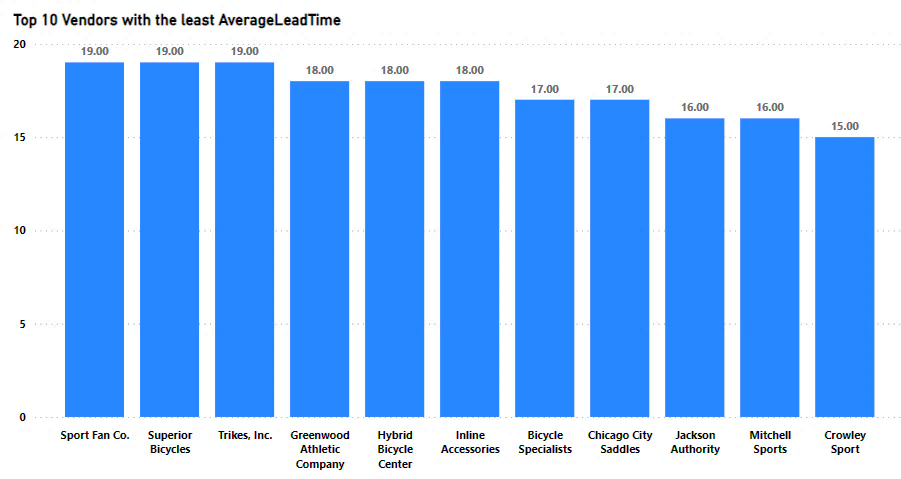 Top 10 Vendors with the least AverageLeadTime
20
19.00 19.00 19.00 18.00 18.00 18.00 17.00 17.00 16.00 16.00 15.00
15
10
5
0
Sport Fan Co. Superior Trikes, Inc. Greenwood Hybrid Inline Bicycle Chicago City Jackson Mitchell Crowley
Bicycles Athletic Bicycle Accessories Specialists Saddles Authority Sports Sport
Company Center